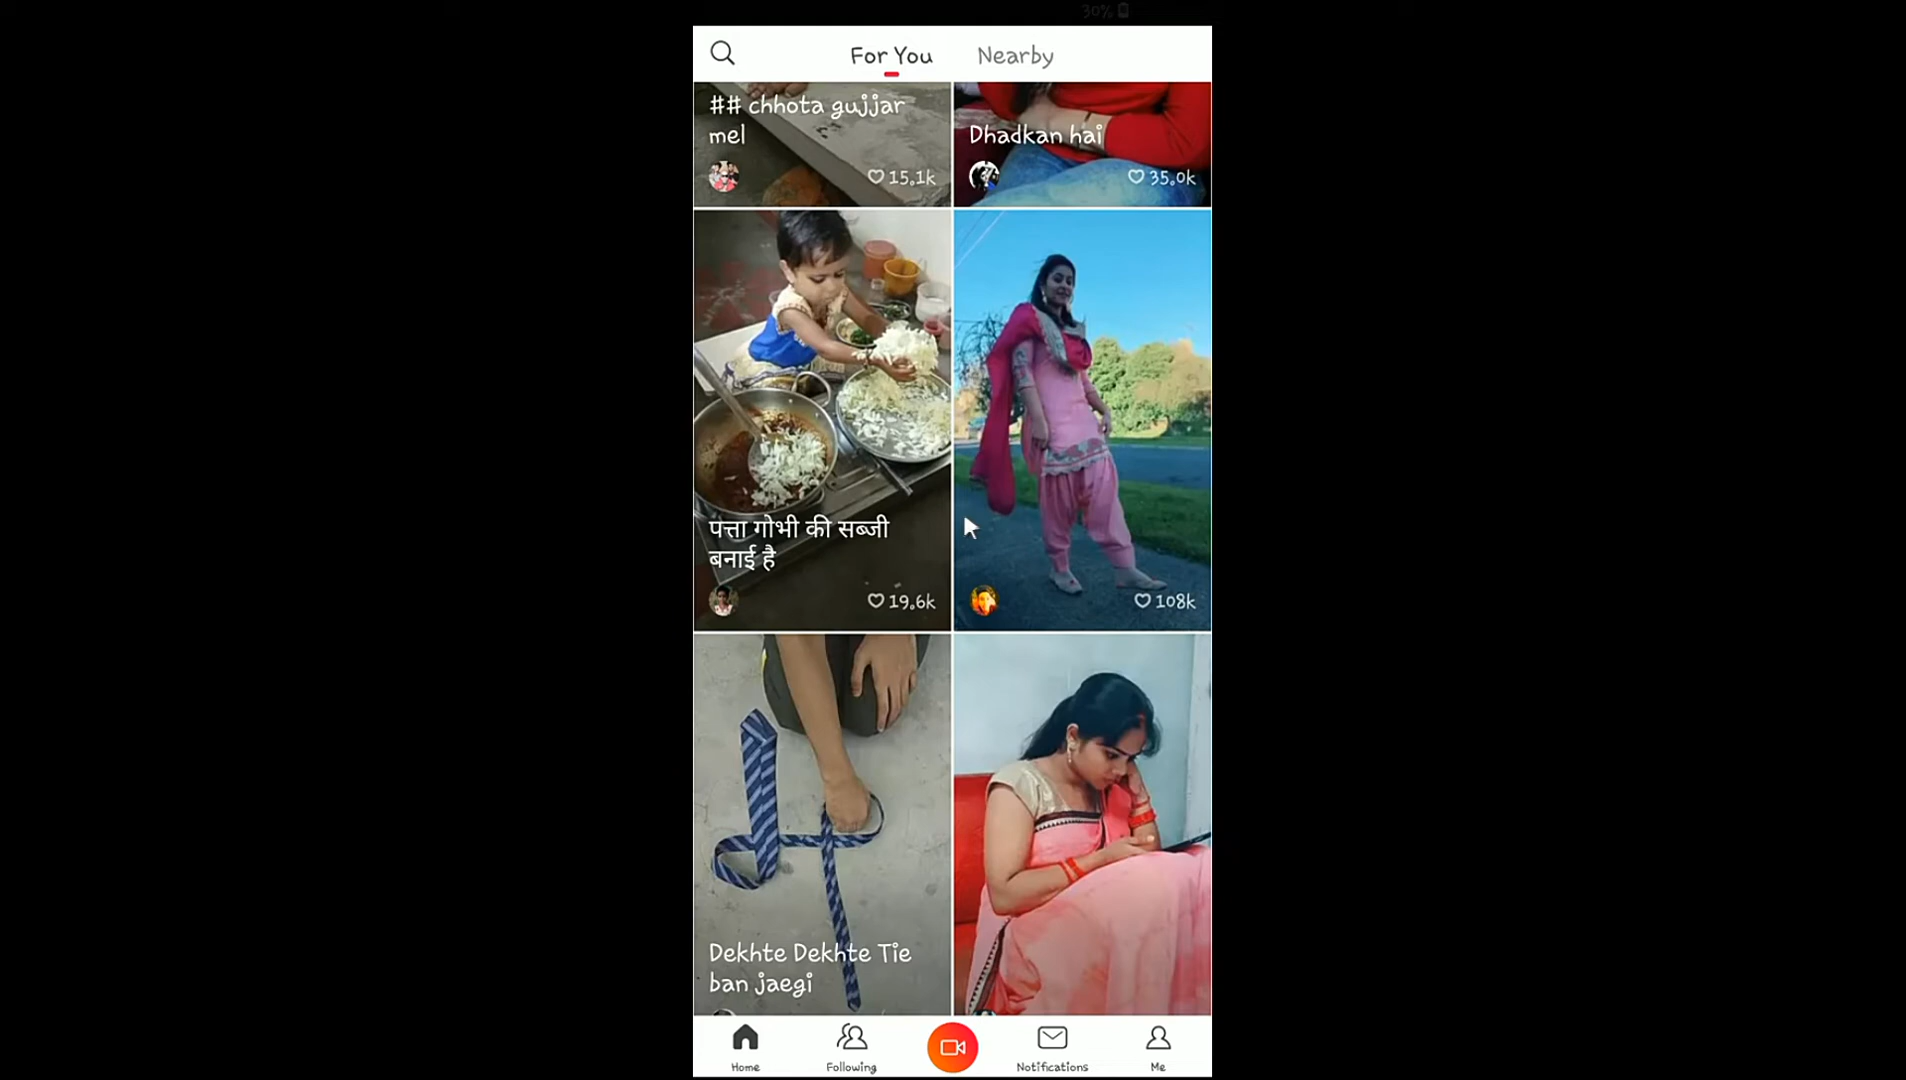 30%
For You
Nearby
## chhota gujjar
mel
15.1k
Dhadkan hai
35.0k
पत्ता गोभी की सब्जी
बनाई है
19.6k
108k
Dekhte Dekhte Tie
ban jaegi
Home
Following
Notifications
Me